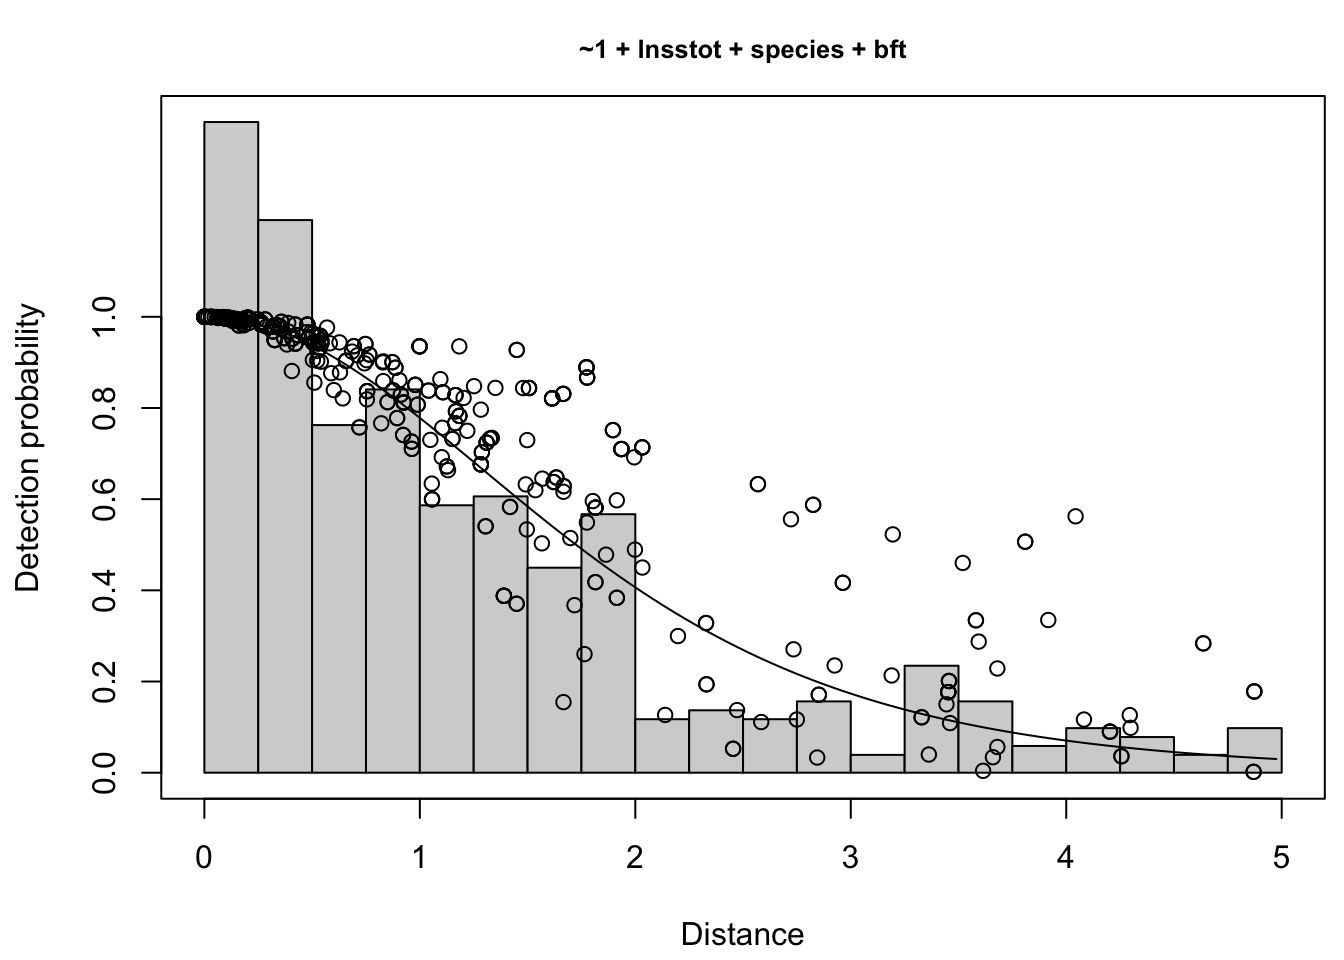 ~1 + lnsstot + species + bft
Detection probability
1.0
0.8
0.6
0.4
0.2
0.0
0 1 2 3 4 5
Distance